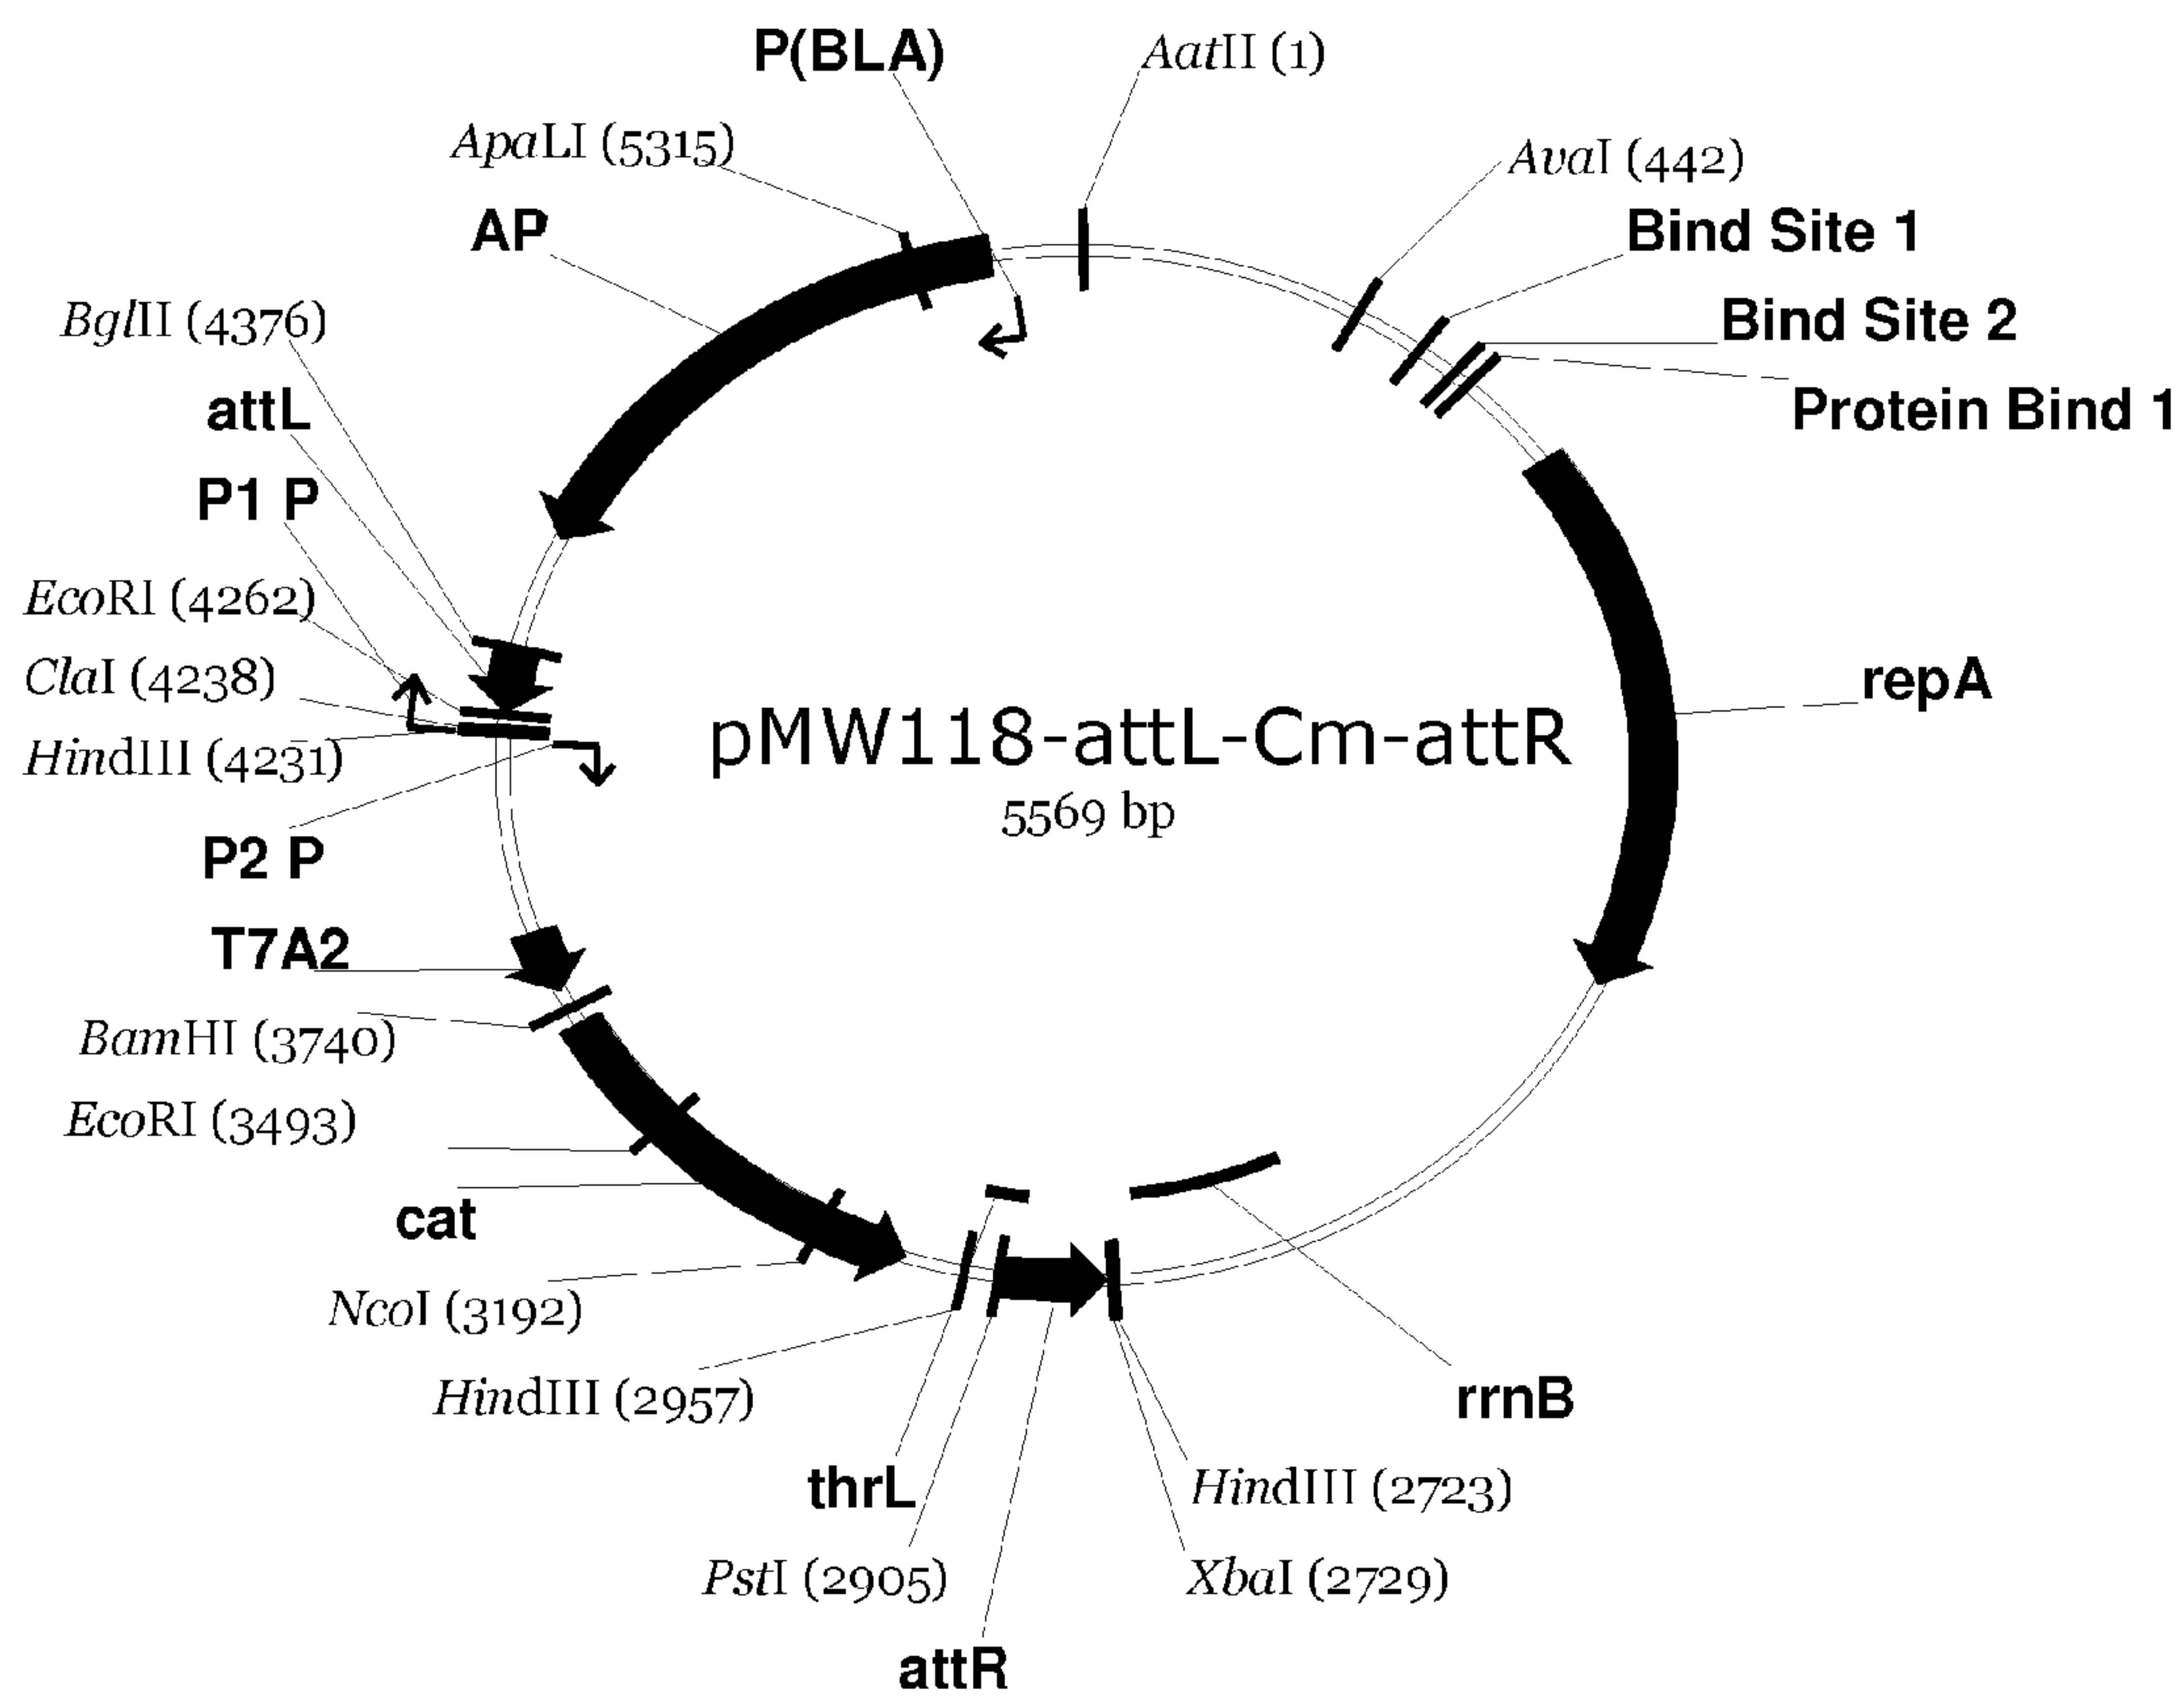 P(BLA)
AatII (1)
ApaLI (5315)
AvaI (442)
AP
Bind Site 1
BglII (4376)
Bind Site 2
attL
Protein Bind 1
P1 P
EcoRI (4262)
ClaI (4238)
repA
HindIII (4231)
pMW118-attL-Cm-attR
5569 bp
P2 P
T7A2
BamHI (3740)
EcoRI (3493)
cat
NcoI (3192)
HindIII (2957)
rrnB
thrL
HindIII (2723)
PstI (2905)
XbaI (2729)
attR